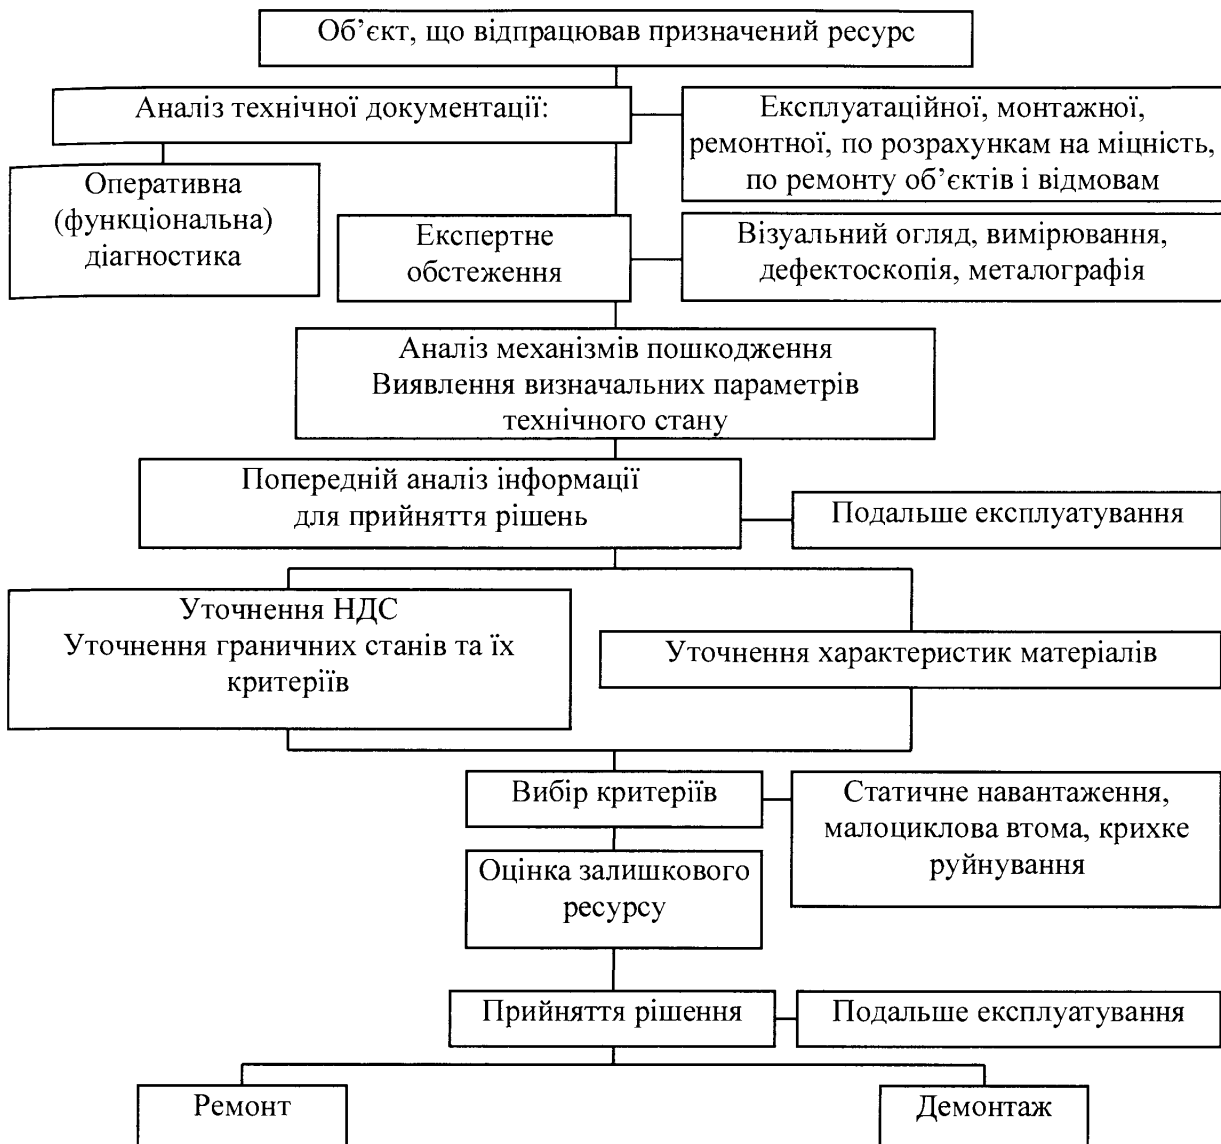 Об’єкт, що відпрацював призначений ресурс
Аналіз технічної документації:
Експлуатаційної, монтажної,
ремонтної, по розрахункам на міцність,
по ремонту об’єктів і відмовам
Оперативна
(функціональна)
діагностика
Експертне
обстеження
Візуальний огляд, вимірювання,
дефектоскопія, металографія
Аналіз механізмів пошкодження
Виявлення визначальних параметрів
технічного стану
Попередній аналіз інформації
для прийняття рішень
Подальше експлуатування
Уточнення НДС
Уточнення граничних станів та їх
критеріїв
Уточнення характеристик матеріалів
Вибір критеріїв
Статичне навантаження,
малоциклова втома, крихке
руйнування
Оцінка залишкового
ресурсу
Прийняття рішення
Подальше експлуатування
Ремонт
Демонтаж